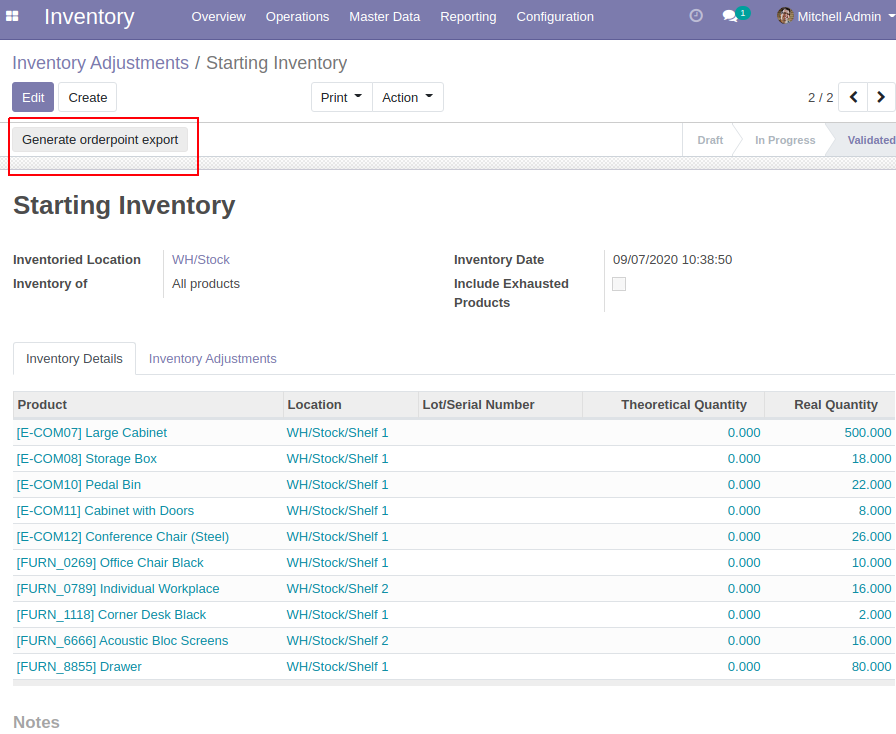 Inventory Overview Operations Master Data Reporting Configuration 1 Mitchell Admin
Inventory Adjustments / Starting Inventory
Edit Create Print Action 2 / 2
Generate orderpoint export Draft In Progress Validated
Starting Inventory
Inventoried Location WH/Stock Inventory Date 09/07/2020 10:38:50
Inventory of All products Include Exhausted
Products
Inventory Details Inventory Adjustments
Product Location Lot/Serial Number Theoretical Quantity Real Quantity
[E-COM07] Large Cabinet WH/Stock/Shelf 1 0.000 500.000
[E-COM08] Storage Box WH/Stock/Shelf 1 0.000 18.000
[E-COM10] Pedal Bin WH/Stock/Shelf 1 0.000 22.000
[E-COM11] Cabinet with Doors WH/Stock/Shelf 1 0.000 8.000
[E-COM12] Conference Chair (Steel) WH/Stock/Shelf 1 0.000 26.000
[FURN_0269] Office Chair Black WH/Stock/Shelf 1 0.000 10.000
[FURN_0789] Individual Workplace WH/Stock/Shelf 2 0.000 16.000
[FURN_1118] Corner Desk Black WH/Stock/Shelf 1 0.000 2.000
[FURN_6666] Acoustic Bloc Screens WH/Stock/Shelf 2 0.000 16.000
[FURN_8855] Drawer WH/Stock/Shelf 1 0.000 80.000
Notes